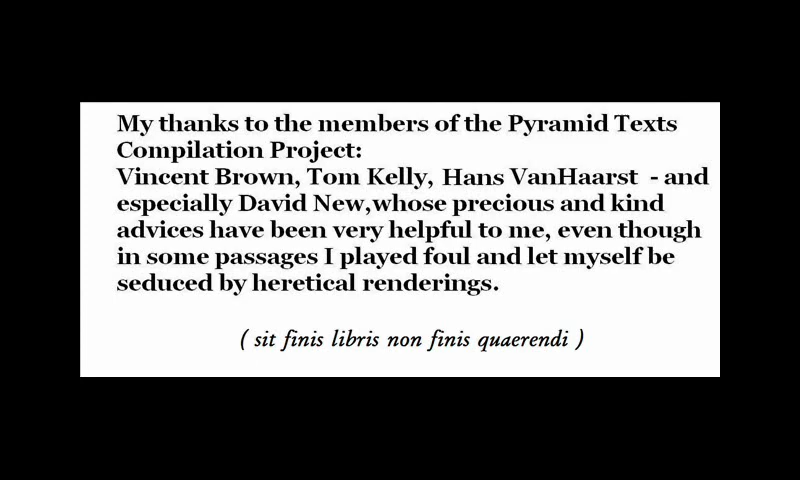 My thanks to the members of the Pyramid Texts
Compilation Project:
Vincent Brown, Tom Kelly, Hans VanHaarst - and
especially David New,whose precious and kind
advices have been very helpful to me, even though
in some passages I played foul and let myself be
seduced by heretical renderings.
( sit finis libris non finis quaerendi )